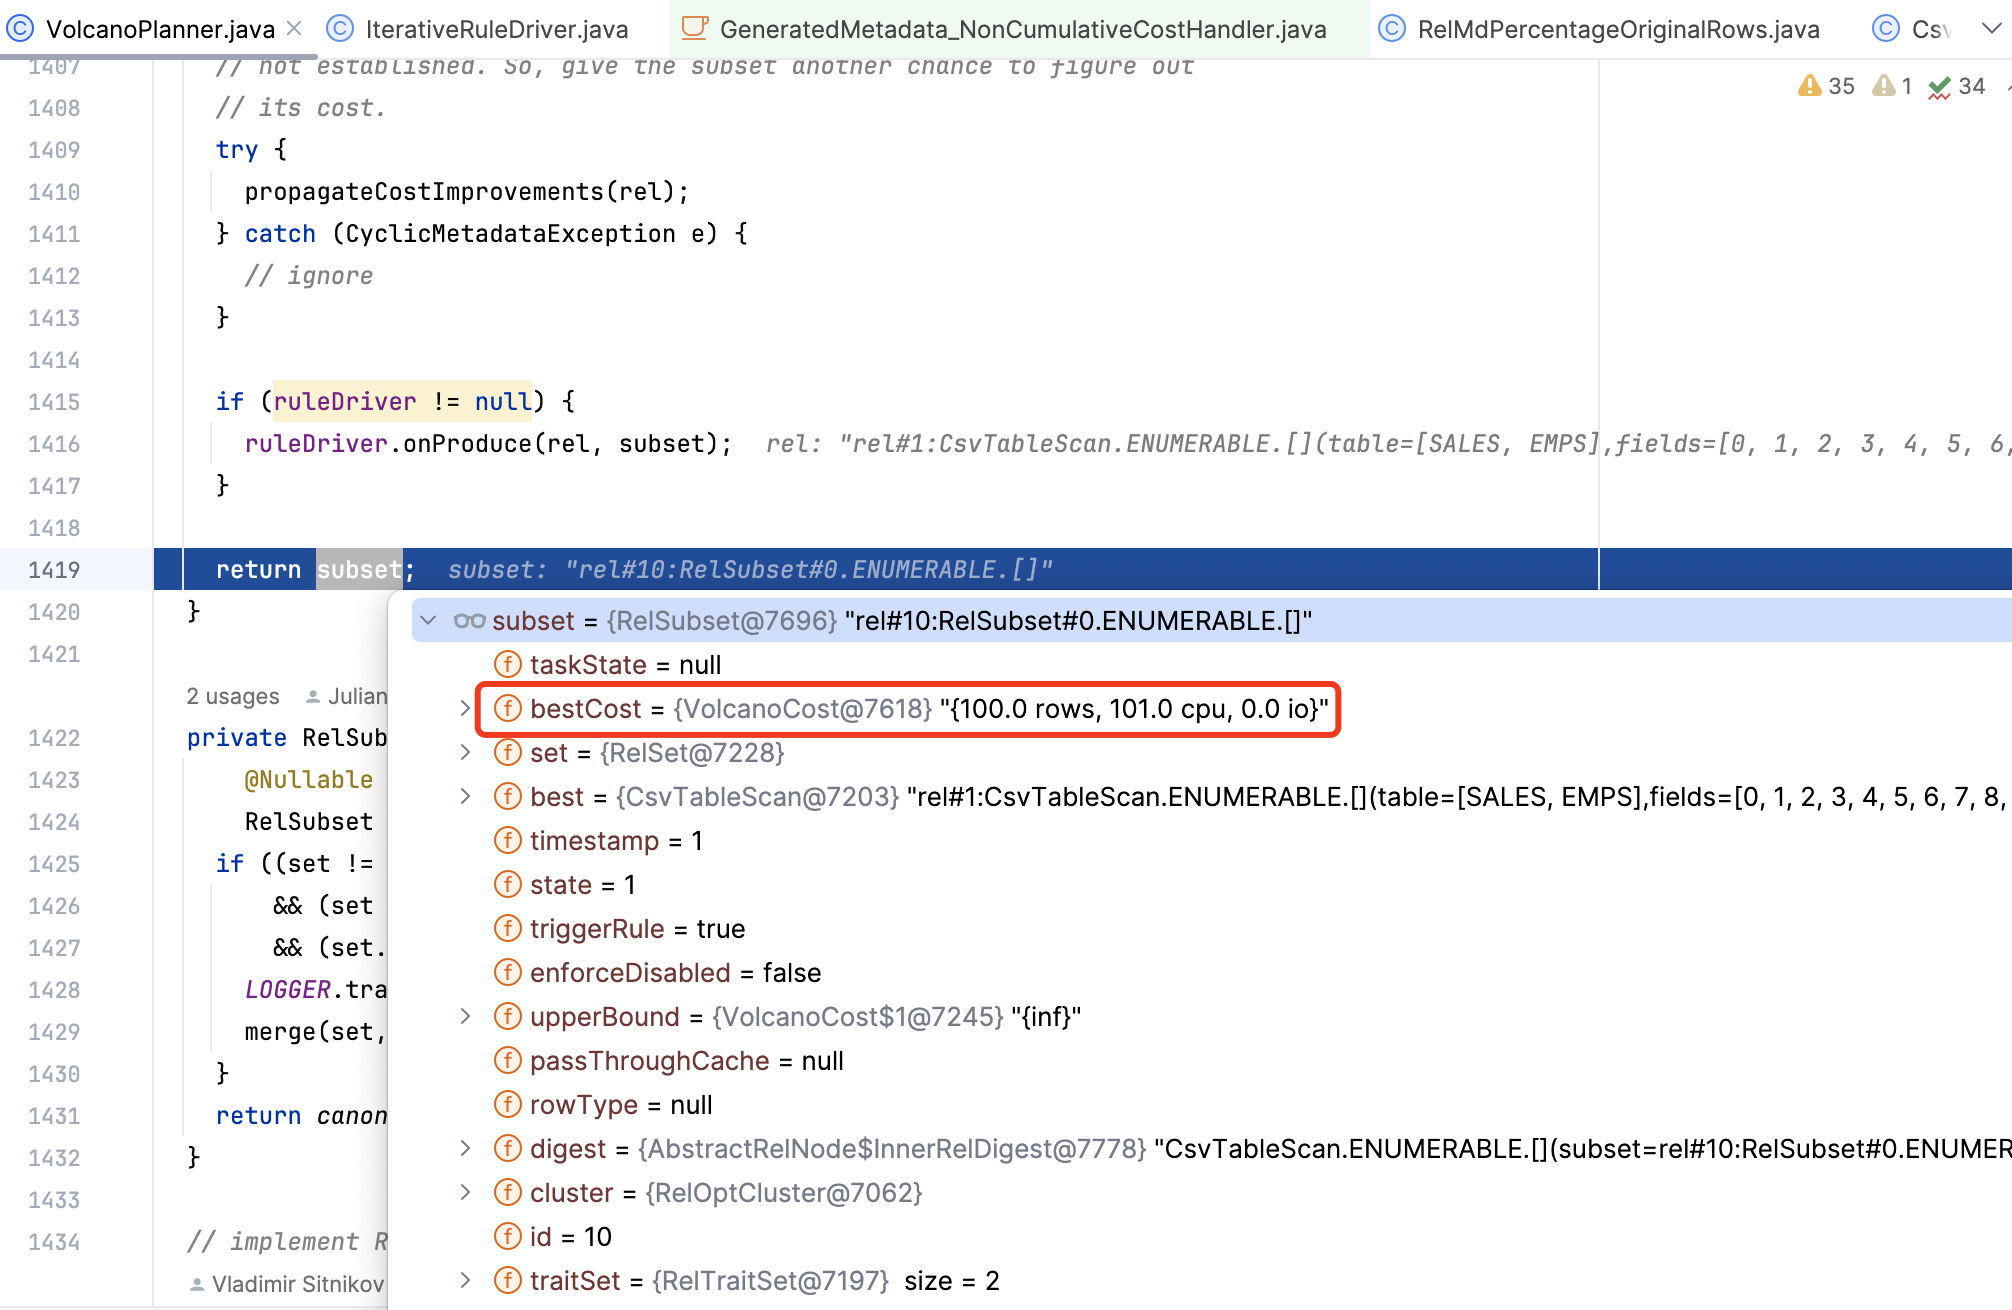 VolcanoPlanner.java
IterativeRuleDriver.java
GeneratedMetadata_NonCumulativeCostHandler.java
RelMdPercentageOriginalRows.java
Csv
35 1 34
1407 // not established. So, give the subset another chance to figure out
1408 // its cost.
1409 try {
1410 propagateCostImprovements(rel);
1411 } catch (CyclicMetadataException e) {
1412 // ignore
1413 }
1414
1415 if (ruleDriver != null) {
1416 ruleDriver.onProduce(rel, subset); rel: "rel#1:CsvTableScan.ENUMERABLE.[](table=[SALES, EMPS],fields=[0, 1, 2, 3, 4, 5, 6,
1417 }
1418
1419 return subset; subset: "rel#10:RelSubset#0.ENUMERABLE.[]"
1420 }
1421
2 usages Julian
1422 private RelSub
1423 @Nullable
1424 RelSubset
1425 if ((set !=
1426 && (set
1427 && (set.
1428 LOGGER.tra
1429 merge(set,
1430 }
1431 return canon
1432 }
1433
1434 // implement R
Vladimir Sitnikov
subset = {RelSubset@7696} "rel#10:RelSubset#0.ENUMERABLE.[]"
f taskState = null
f bestCost = {VolcanoCost@7618} "{100.0 rows, 101.0 cpu, 0.0 io}"
f set = {RelSet@7228}
f best = {CsvTableScan@7203} "rel#1:CsvTableScan.ENUMERABLE.[](table=[SALES, EMPS],fields=[0, 1, 2, 3, 4, 5, 6, 7, 8,
f timestamp = 1
f state = 1
f triggerRule = true
f enforceDisabled = false
f upperBound = {VolcanoCost$1@7245} "{inf}"
f passThroughCache = null
f rowType = null
f digest = {AbstractRelNode$InnerRelDigest@7778} "CsvTableScan.ENUMERABLE.[](subset=rel#10:RelSubset#0.ENUMER
f cluster = {RelOptCluster@7062}
f id = 10
f traitSet = {RelTraitSet@7197} size = 2